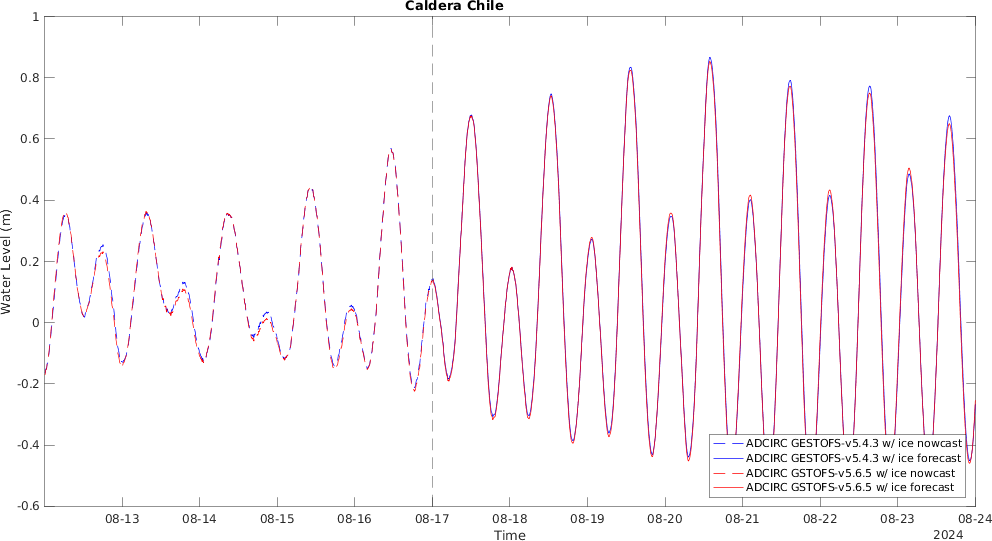 Caldera Chile
1
0.8
0.6
0.4
0.2
0
-0.2
-0.4
-0.6
Water Level (m)
ADCIRC GESTOFS-v5.4.3 w/ ice nowcast
ADCIRC GESTOFS-v5.4.3 w/ ice forecast
ADCIRC GSTOFS-v5.6.5 w/ ice nowcast
ADCIRC GSTOFS-v5.6.5 w/ ice forecast
08-13 08-14 08-15 08-16 08-17 08-18 08-19 08-20 08-21 08-22 08-23 08-24
Time
2024